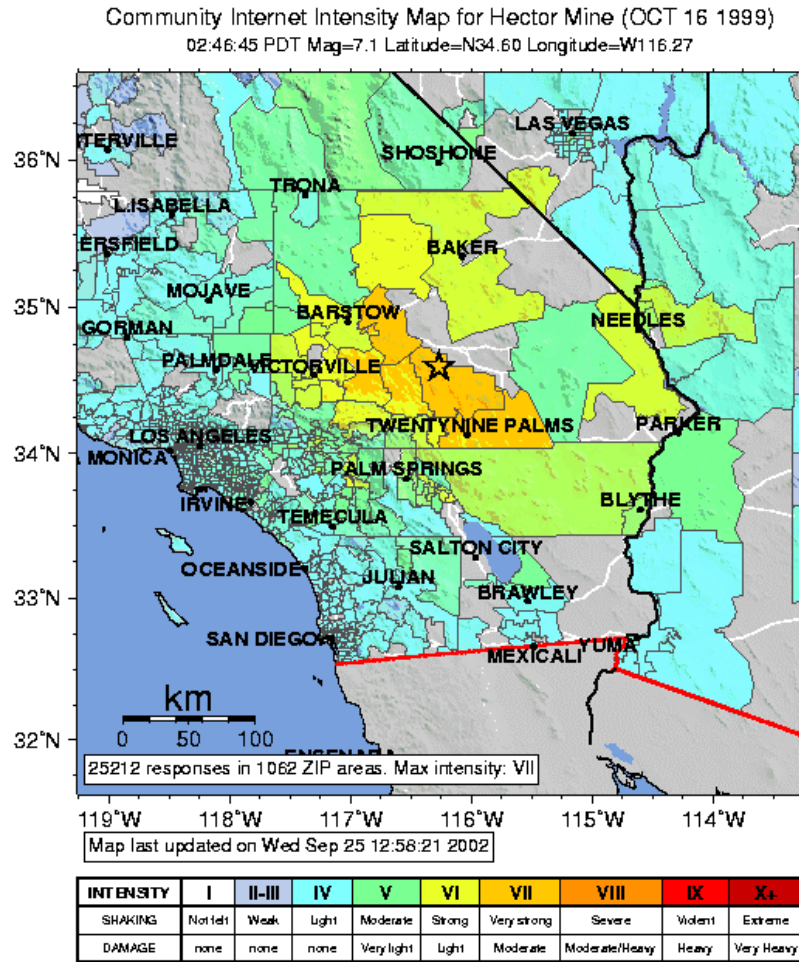 Community Internet Intensity Map for Hector Mine (OCT 16 1999)
02:46:45 PDT Mag=7.1 Latitude=N34.60 Longitude=W116.27
LAS VEGAS
TERVILLE
36°N
SHOSHONE
TRONA
L.ISABELLA
ERSFIELD
BAKER
MOJAVE
35°N
BARSTOW
NEEDLES
GORMAN
PALMDALE
VICTORVILLE
TWENTYNINE PALMS
PARKER
LOS ANGELES
34°N
A MONICA
PALM SPRINGS
IRVINE
BLYTHE
TEMECULA
SALTON CITY
OCEANSIDE
JULIAN
BRAWLEY
33°N
SAN DIEGO
YUMA
MEXICALI
km
0 50 100
32°N
ENSENADA
25212 responses in 1062 ZIP areas. Max intensity: VII
119°W 118°W 117°W 116°W 115°W 114°W
Map last updated on Wed Sep 25 12:58:21 2002
INTENSITY I II-III IV V VI VII VIII IX X+
SHAKING Not felt Weak Light Moderate Strong Very strong Severe Violent Extreme
DAMAGE none none none Very light Light Moderate Moderate/Heavy Heavy Very Heavy